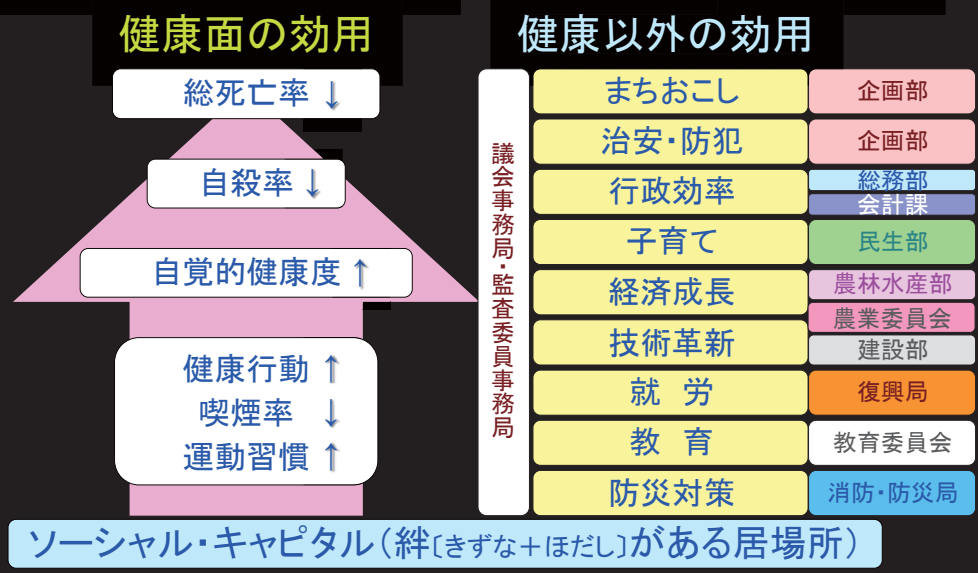 健康面の効用
総死亡率 ↓
自殺率 ↓
自覚的健康度 ↑
健康行動 ↑
喫煙率 ↓
運動習慣 ↑
健康以外の効用
議会事務局・監査委員事務局
まちおこし 企画部
治安・防犯 企画部
行政効率 総務部
会計課
子育て 民生部
経済成長 農林水産部
農業委員会
技術革新 建設部
就 労 復興局
教 育 教育委員会
防災対策 消防・防災局
ソーシャル・キャピタル(絆〔きずな+ほだし〕がある居場所)